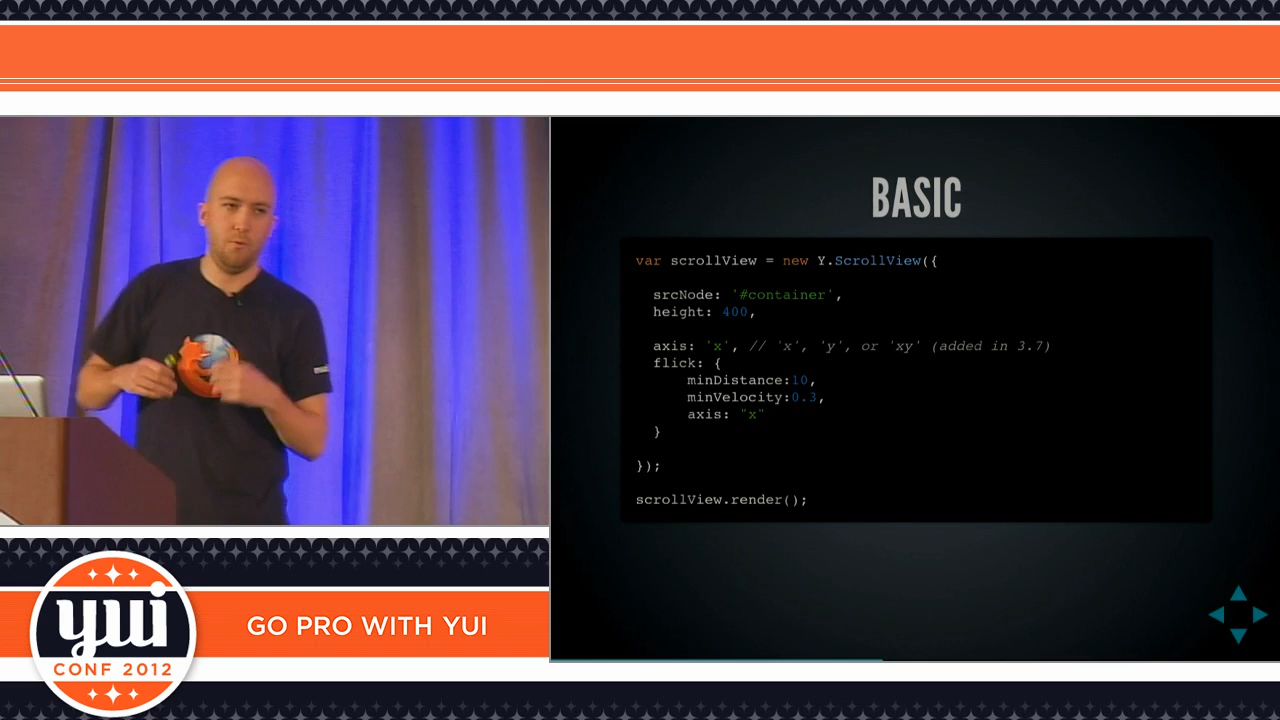 BASIC
var scrollView = new Y.ScrollView({
srcNode: '#container',
height: 400,
axis: 'x', // 'x', 'y', or 'xy' (added in 3.7)
flick: {
minDistance:10,
minVelocity:0.3,
axis: "x"
}
});
scrollView.render();
yui
CONF 2012
GO PRO WITH YUI